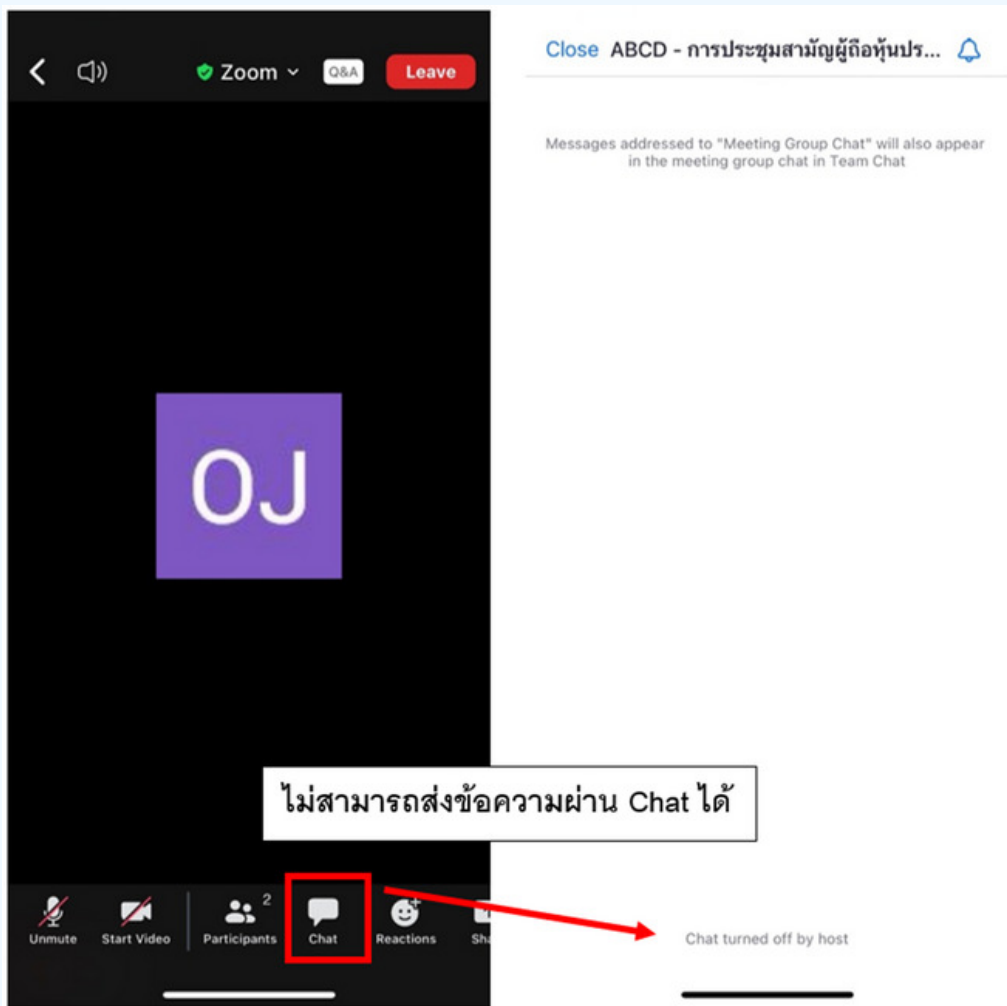 Zoom
Q&A
Leave
OJ
Unmute
Start Video
Participants
2
Chat
Reactions
Close
ABCD - การประชุมสามัญผู้ถือหุ้นปร...
Messages addressed to "Meeting Group Chat" will also appear
in the meeting group chat in Team Chat
ไม่สามารถส่งข้อความผ่าน Chat ได้
Chat turned off by host